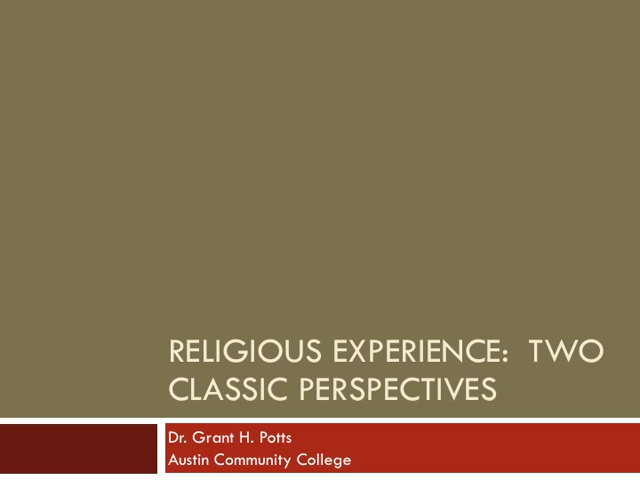 RELIGIOUS EXPERIENCE:  TWO
CLASSIC PERSPECTIVES
Dr. Grant H. Potts
Austin Community College